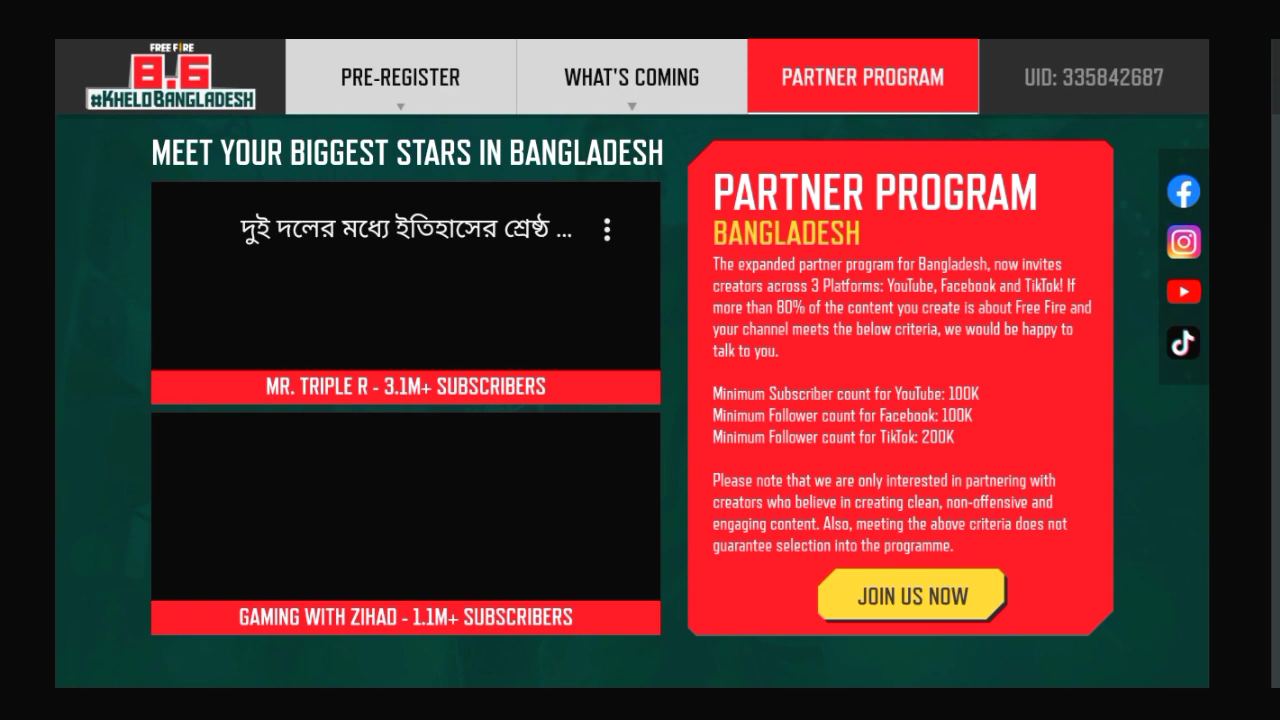 FREE FIRE
8.6
#KHELOBANGLADESH
PRE-REGISTER
WHAT'S COMING
PARTNER PROGRAM
UID: 335842687
MEET YOUR BIGGEST STARS IN BANGLADESH
দুই দলের মধ্যে ইতিহাসের শ্রেষ্ঠ ...
MR. TRIPLE R - 3.1M+ SUBSCRIBERS
GAMING WITH ZIHAD - 1.1M+ SUBSCRIBERS
PARTNER PROGRAM
BANGLADESH
The expanded partner program for Bangladesh, now invites
creators across 3 Platforms: YouTube, Facebook and TikTok! If
more than 80% of the content you create is about Free Fire and
your channel meets the below criteria, we would be happy to
talk to you.
Minimum Subscriber count for YouTube: 100K
Minimum Follower count for Facebook: 100K
Minimum Follower count for TikTok: 200K
Please note that we are only interested in partnering with
creators who believe in creating clean, non-offensive and
engaging content. Also, meeting the above criteria does not
guarantee selection into the programme.
JOIN US NOW